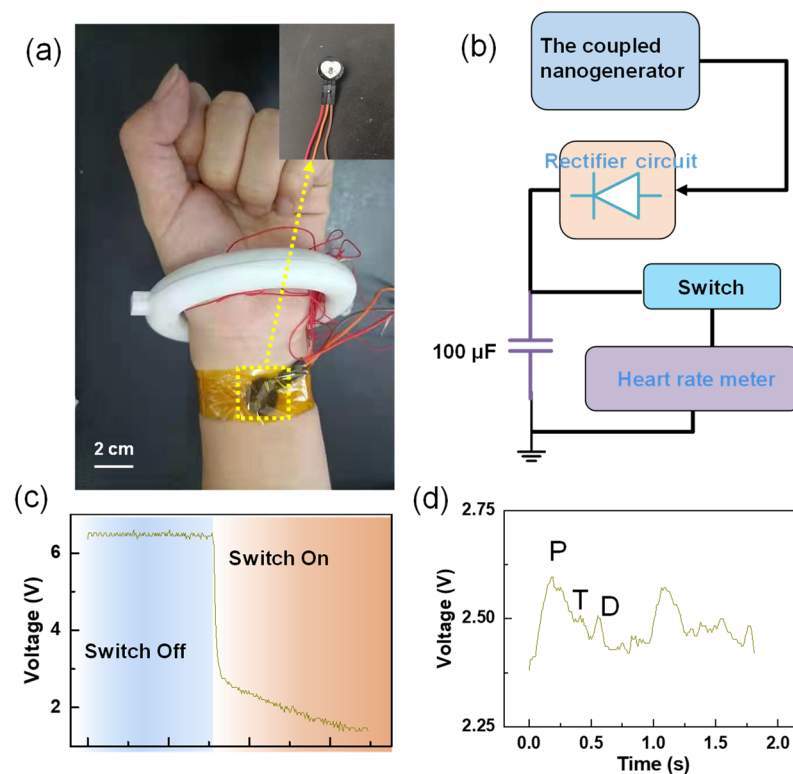 (a)
2 cm
(b)
The coupled
nanogenerator
Rectifier circuit
Switch
100 µF
Heart rate meter
(c)
Voltage (V)
6
4
2
Switch On
Switch Off
(d)
Voltage (V)
2.75
2.50
2.25
P
T
D
0.0
0.5
1.0
1.5
2.0
Time (s)